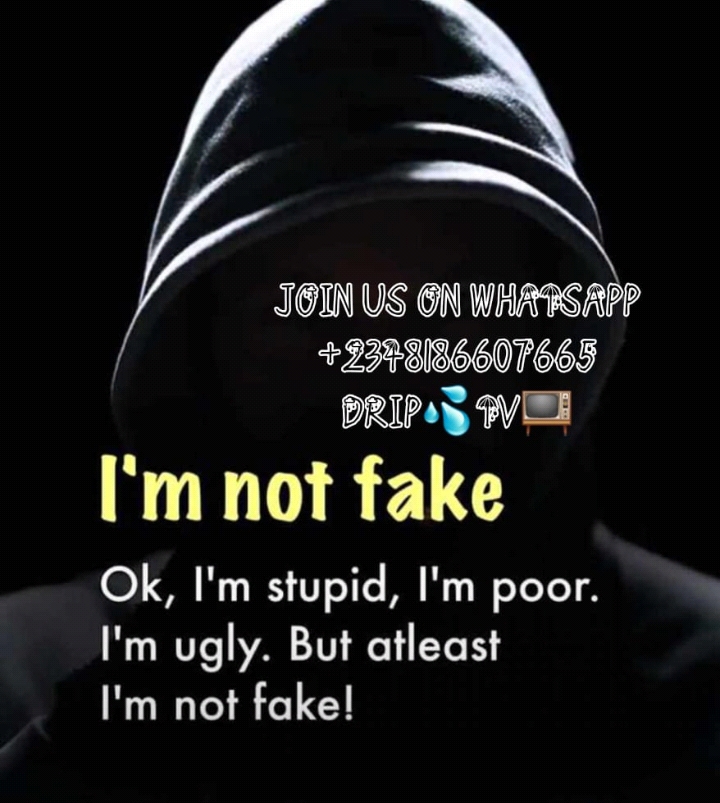 JOIN US ON WHATSAPP
+2348186607665
DRIP💦 TV📺
I'm not fake
Ok, I'm stupid, I'm poor.
I'm ugly. But atleast
I'm not fake!